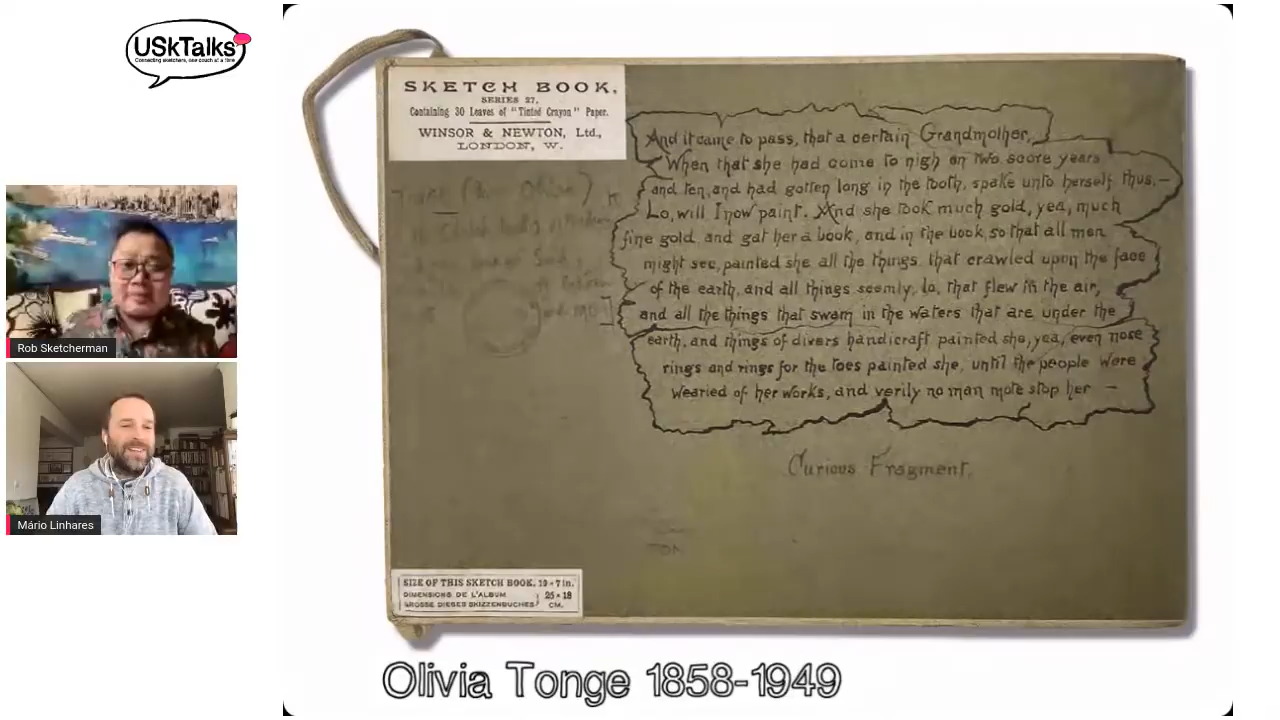 USkTalks
Connecting sketchers, one couch at a time
Rob Sketcherman
Mário Linhares
SKETCH BOOK,
SERIES 27,
Containing 30 Leaves of "Tinted Crayon" Paper.
WINSOR & NEWTON, Ltd.,
LONDON, W.
And it came to pass, that a certain Grandmother,
When that she had come to nigh on two score years
and ten, and had gotten long in the tooth, spake unto herself thus,—
Lo, will I now paint. And she took much gold, yea, much
fine gold, and gat her a book, and in the book, so that all men
might see, painted she all the things that crawled upon the face
of the earth, and all things seemly, lo, that flew in the air,
and all the things that swam in the waters that are under the
earth, and things of divers handicraft painted she, yea, even nose
rings and rings for the toes painted she, until the people were
wearied of her works, and verily no man mote stop her —
Curious Fragment.
SIZE OF THIS SKETCH BOOK, 10 × 7 in.
DIMENSIONS DE L'ALBUM
GROSSE DIESES SKIZZENBUCHES } 25 × 18 CM.
Olivia Tonge 1858-1949